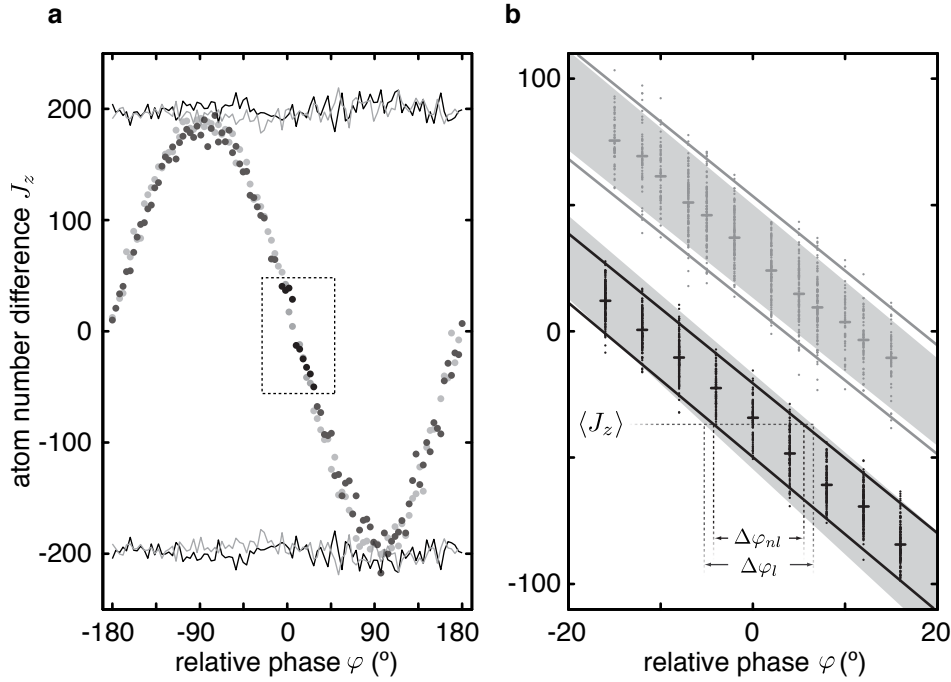 a
b
atom number difference J_z
200
100
0
-100
-200
-180
-90
0
90
180
relative phase φ (º)
100
0
-100
⟨J_z⟩
Δφ_nl
Δφ_l
-20
0
20
relative phase φ (º)